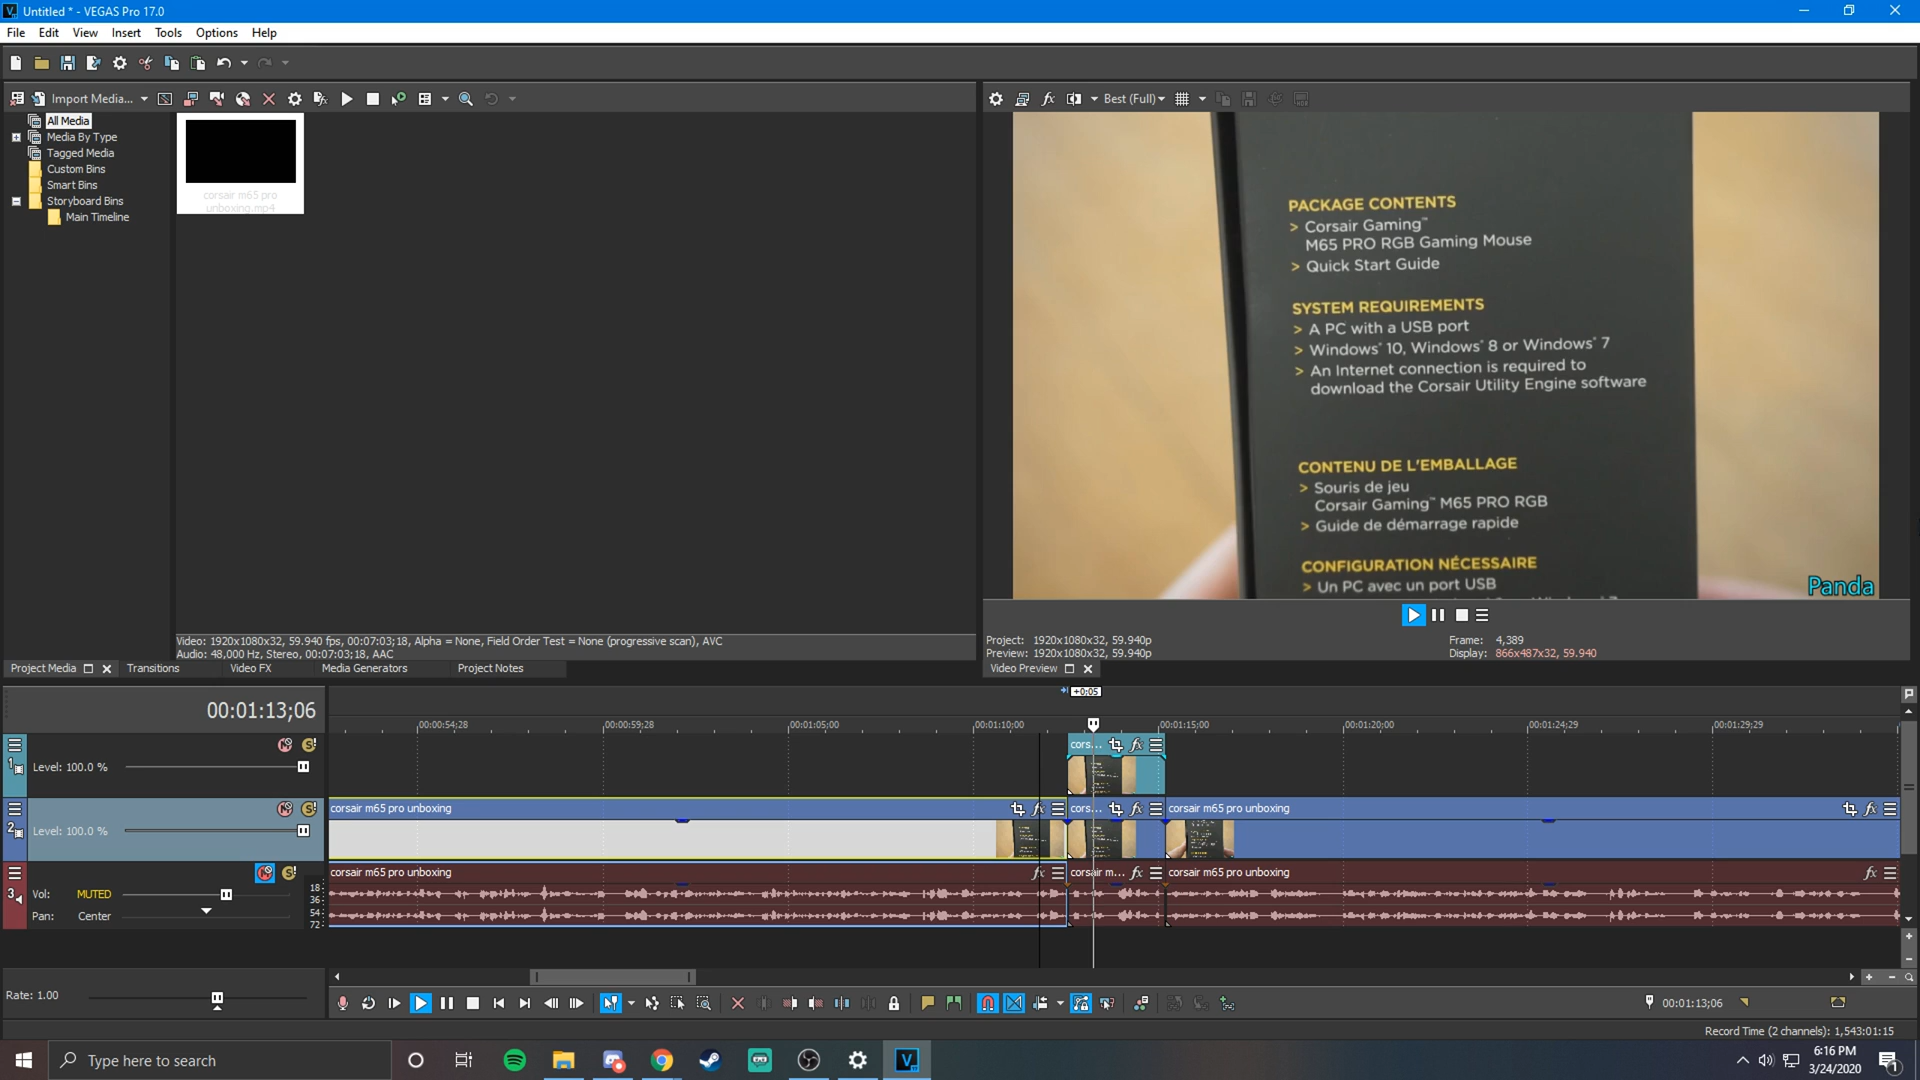 Untitled * - VEGAS Pro 17.0
File Edit View Insert Tools Options Help
Import Media...
All Media
Media By Type
Tagged Media
Custom Bins
Smart Bins
Storyboard Bins
Main Timeline
corsair m65 pro
unboxing.mp4
Video: 1920x1080x32, 59.940 fps, 00:07:03;18, Alpha = None, Field Order Test = None (progressive scan), AVC
Audio: 48,000 Hz, Stereo, 00:07:03;18, AAC
Project Media Transitions Video FX Media Generators Project Notes
Best (Full)
PACKAGE CONTENTS
> Corsair Gaming™
M65 PRO RGB Gaming Mouse
> Quick Start Guide
SYSTEM REQUIREMENTS
> A PC with a USB port
> Windows® 10, Windows® 8 or Windows® 7
> An Internet connection is required to
download the Corsair Utility Engine software
CONTENU DE L'EMBALLAGE
> Souris de jeu
Corsair Gaming™ M65 PRO RGB
> Guide de démarrage rapide
CONFIGURATION NÉCESSAIRE
> Un PC avec un port USB
Panda
Project: 1920x1080x32, 59.940p
Preview: 1920x1080x32, 59.940p
Frame: 4,389
Display: 866x487x32, 59.940
Video Preview
00:01:13;06
+0;05
00:00:54;28 00:00:59;28 00:01:05;00 00:01:10;00 00:01:15;00 00:01:20;00 00:01:24;29 00:01:29;29
1 Level: 100.0 %
cors...
2 Level: 100.0 %
corsair m65 pro unboxing cors... corsair m65 pro unboxing
3 Vol: MUTED
Pan: Center
18
36
54
72
corsair m65 pro unboxing corsair m... corsair m65 pro unboxing
Rate: 1.00
00:01:13;06
Record Time (2 channels): 1,543:01:15
Type here to search
6:16 PM
3/24/2020
1